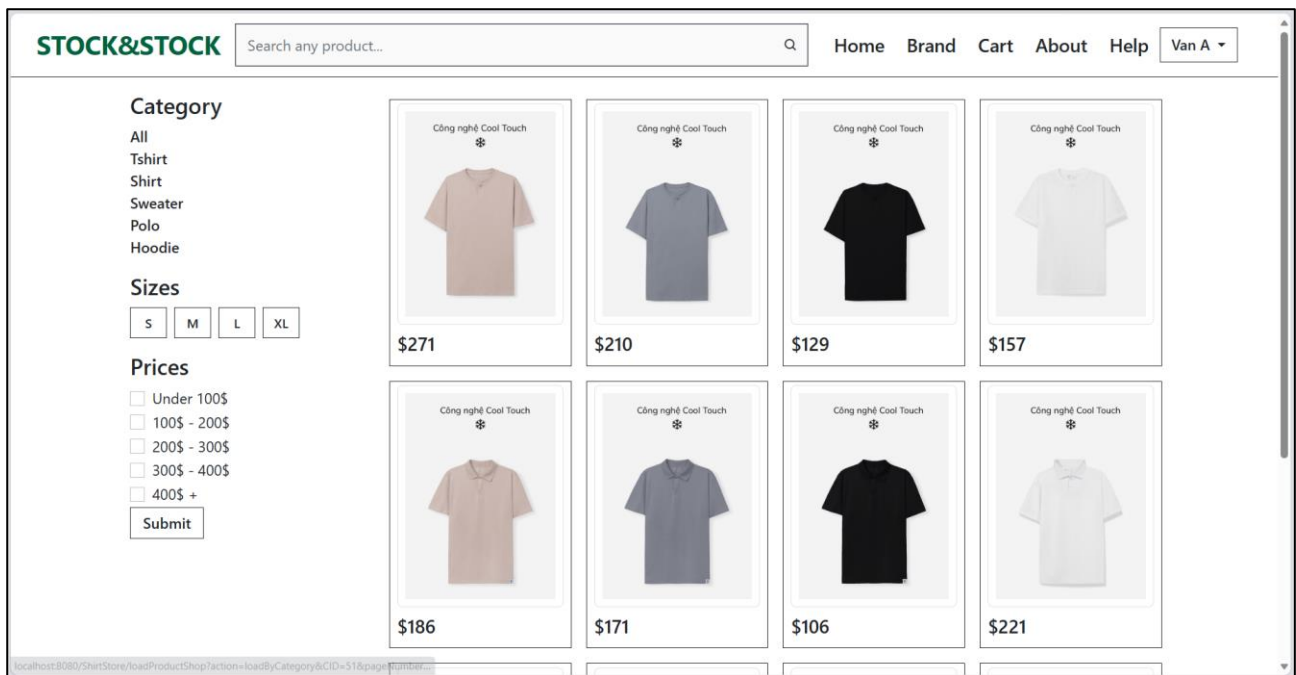 STOCK&STOCK
Search any product...
Home Brand Cart About Help Van A
Category
All
Tshirt
Shirt
Sweater
Polo
Hoodie
Sizes
S M L XL
Prices
Under 100$
100$ - 200$
200$ - 300$
300$ - 400$
400$ +
Submit
Công nghệ Cool Touch
$271
Công nghệ Cool Touch
$210
Công nghệ Cool Touch
$129
Công nghệ Cool Touch
$157
Công nghệ Cool Touch
$186
Công nghệ Cool Touch
$171
Công nghệ Cool Touch
$106
Công nghệ Cool Touch
$221
localhost:8080/ShirtStore/loadProductShop?action=loadByCategory&CID=51&pageNumber...